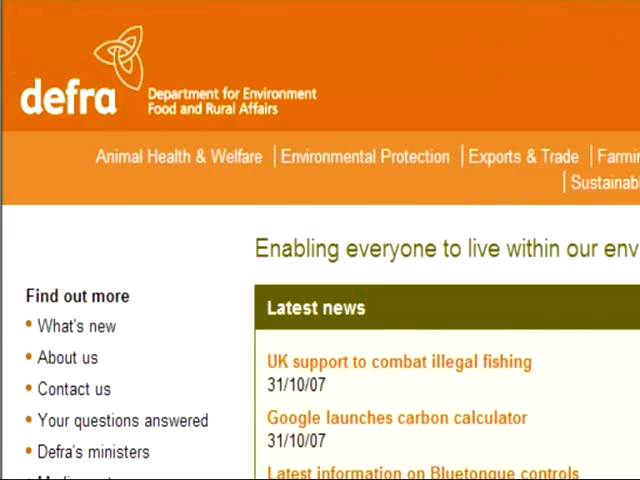 defra
Department for Environment
Food and Rural Affairs
Animal Health & Welfare
Environmental Protection
Exports & Trade
Enabling everyone to live within our
Find out more
What's new
About us
Contact us
Your questions answered
Defra's ministers
Latest news
UK support to combat illegal fishing
31/10/07
Google launches carbon calculator
31/10/07
Latest information on Bluetongue controls